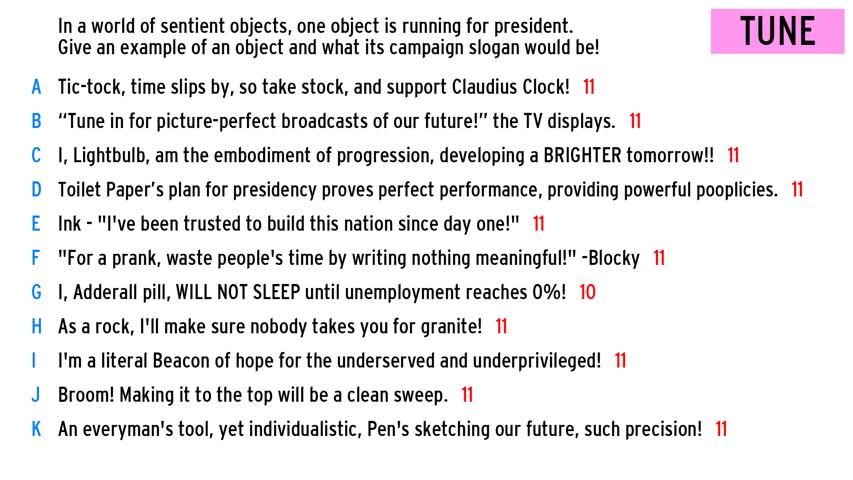 In a world of sentient objects, one object is running for president.
Give an example of an object and what its campaign slogan would be!
TUNE
A Tic-tock, time slips by, so take stock, and support Claudius Clock! 11
B “Tune in for picture-perfect broadcasts of our future!” the TV displays. 11
C I, Lightbulb, am the embodiment of progression, developing a BRIGHTER tomorrow!! 11
D Toilet Paper’s plan for presidency proves perfect performance, providing powerful pooplicies. 11
E Ink - "I've been trusted to build this nation since day one!" 11
F "For a prank, waste people's time by writing nothing meaningful!" -Blocky 11
G I, Adderall pill, WILL NOT SLEEP until unemployment reaches 0%! 10
H As a rock, I'll make sure nobody takes you for granite! 11
I I'm a literal Beacon of hope for the underserved and underprivileged! 11
J Broom! Making it to the top will be a clean sweep. 11
K An everyman's tool, yet individualistic, Pen's sketching our future, such precision! 11